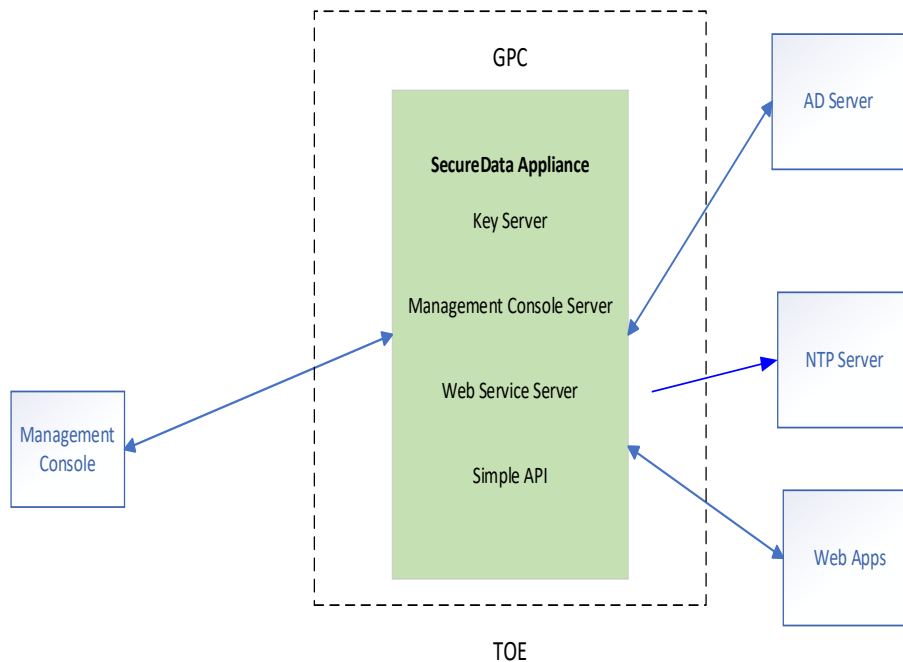 GPC
SecureData Appliance
Key Server
Management Console Server
Web Service Server
Simple API
Management
Console
AD Server
NTP Server
Web Apps
TOE